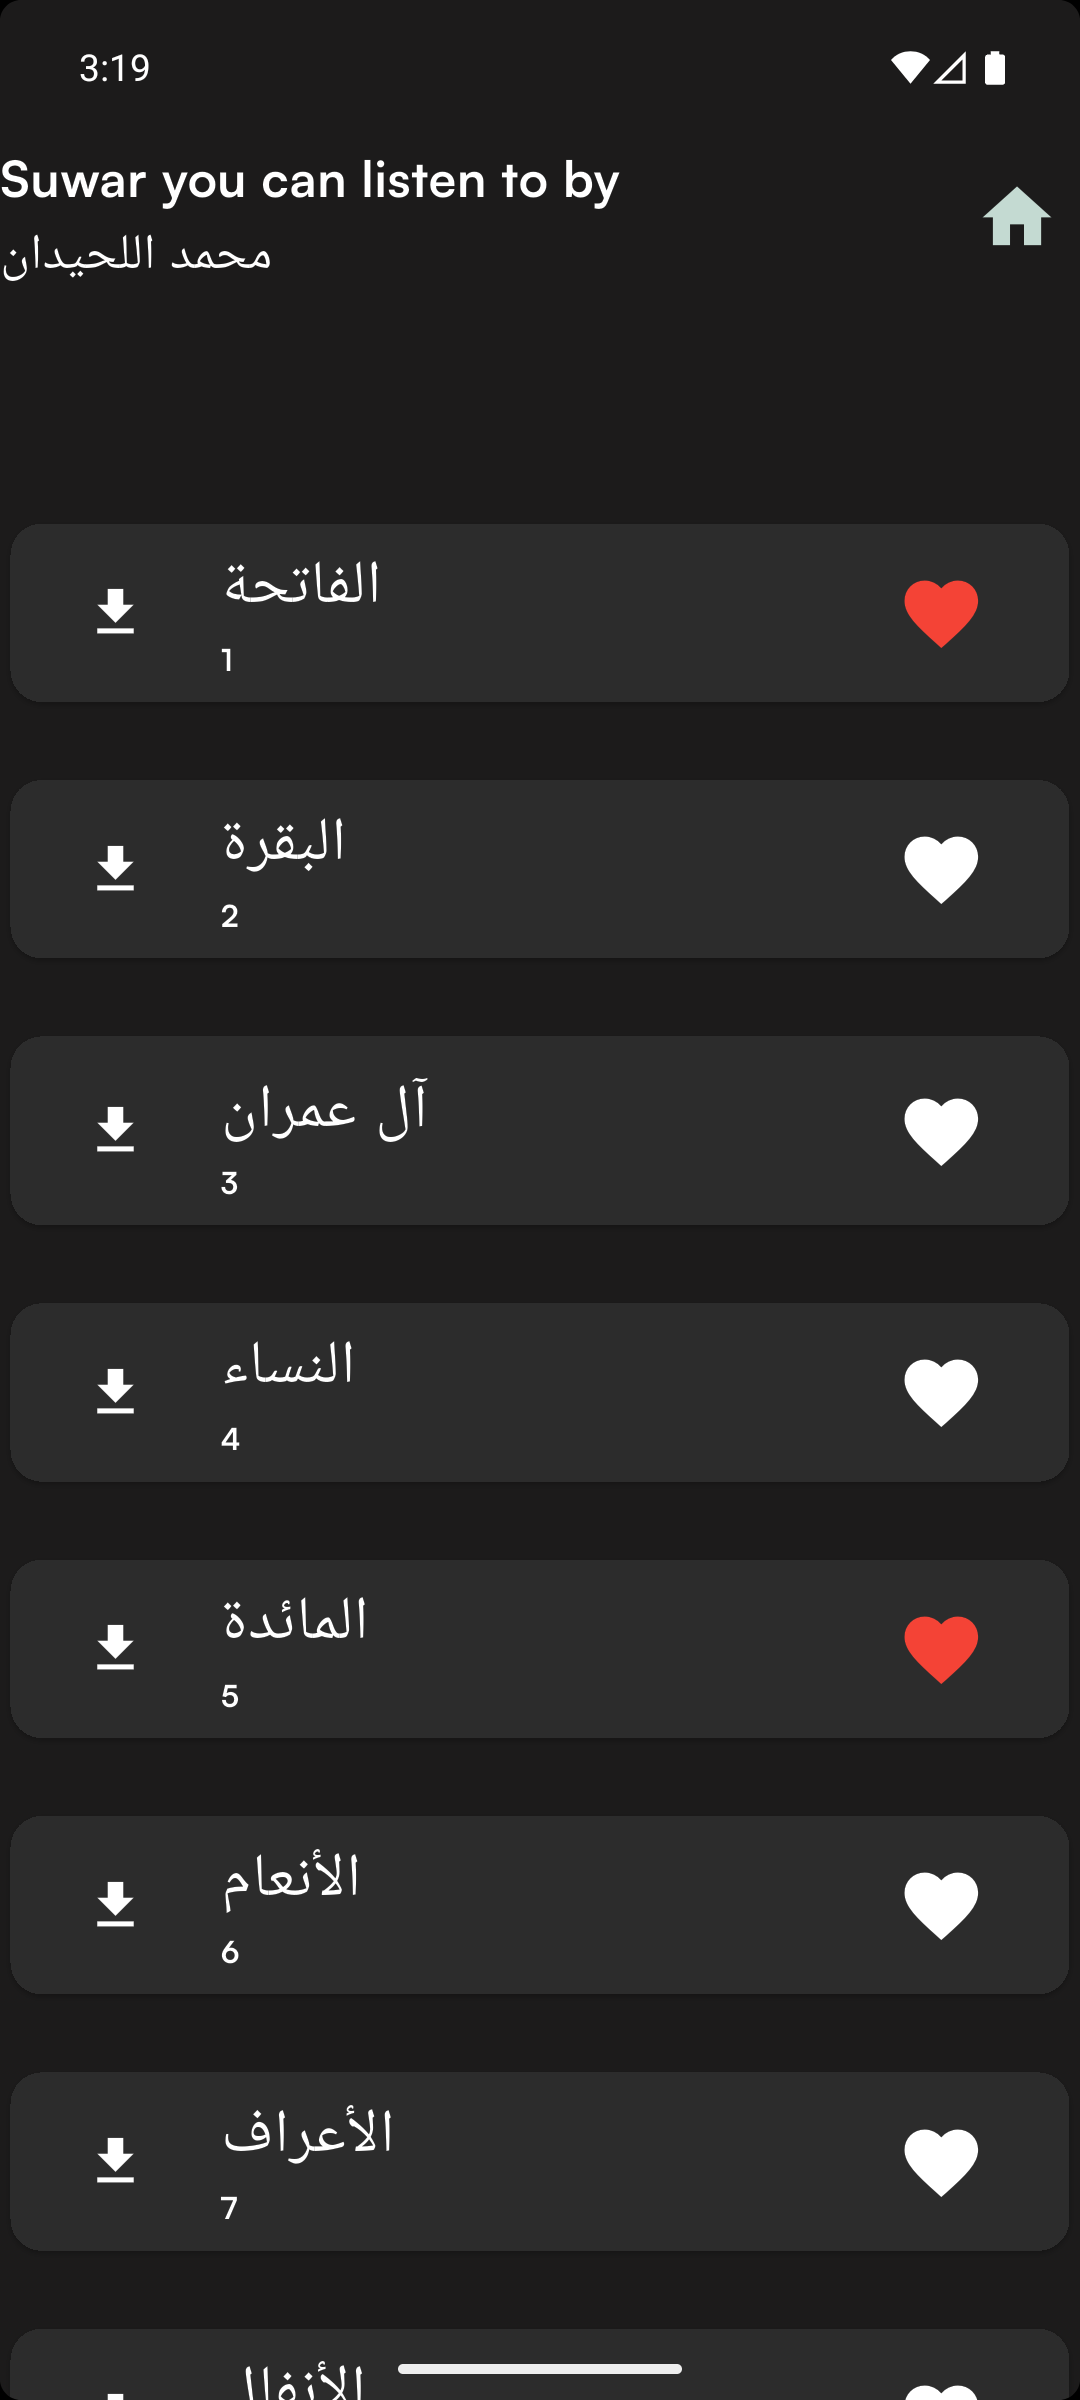 3:19
Suwar you can listen to by
محمد اللحيدان
الفاتحة
1
البقرة
2
آل عمران
3
النساء
4
المائدة
5
الأنعام
6
الأعراف
7
الأنفال